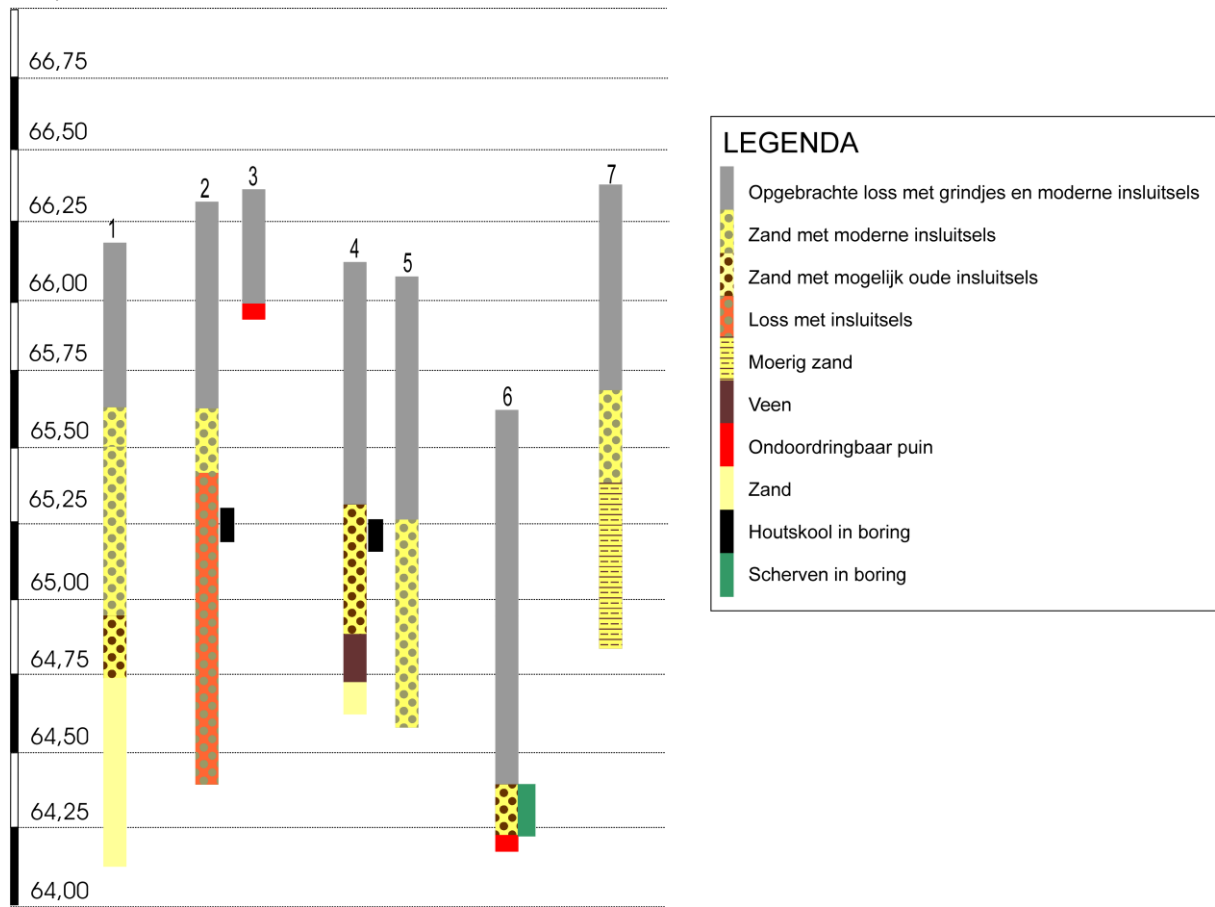 66,75
66,50
66,25
66,00
65,75
65,50
65,25
65,00
64,75
64,50
64,25
64,00
1
2
3
4
5
6
7
LEGENDA
Opgebrachte loss met grindjes en moderne insluitsels
Zand met moderne insluitsels
Zand met mogelijk oude insluitsels
Loss met insluitsels
Moerig zand
Veen
Ondoordringbaar puin
Zand
Houtskool in boring
Scherven in boring